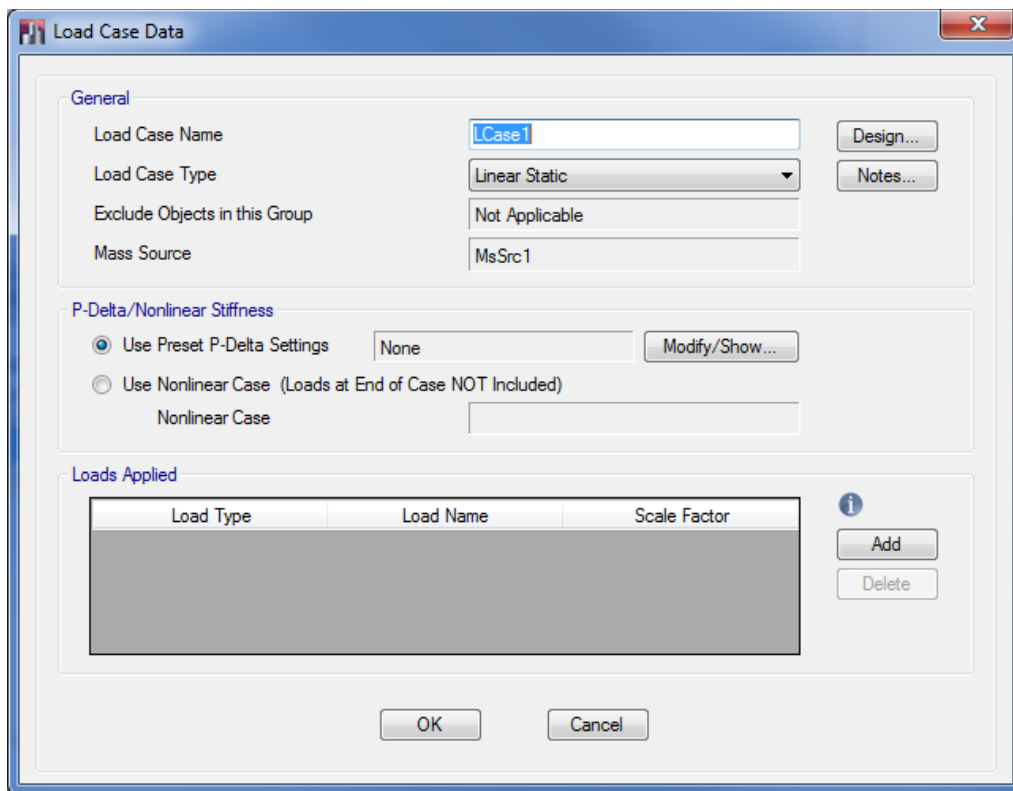 Load Case Data
General
Load Case Name LCase1 Design...
Load Case Type Linear Static Notes...
Exclude Objects in this Group Not Applicable
Mass Source MsSrc1
P-Delta/Nonlinear Stiffness
Use Preset P-Delta Settings None Modify/Show...
Use Nonlinear Case (Loads at End of Case NOT Included)
Nonlinear Case
Loads Applied
Load Type Load Name Scale Factor
Add
Delete
OK Cancel